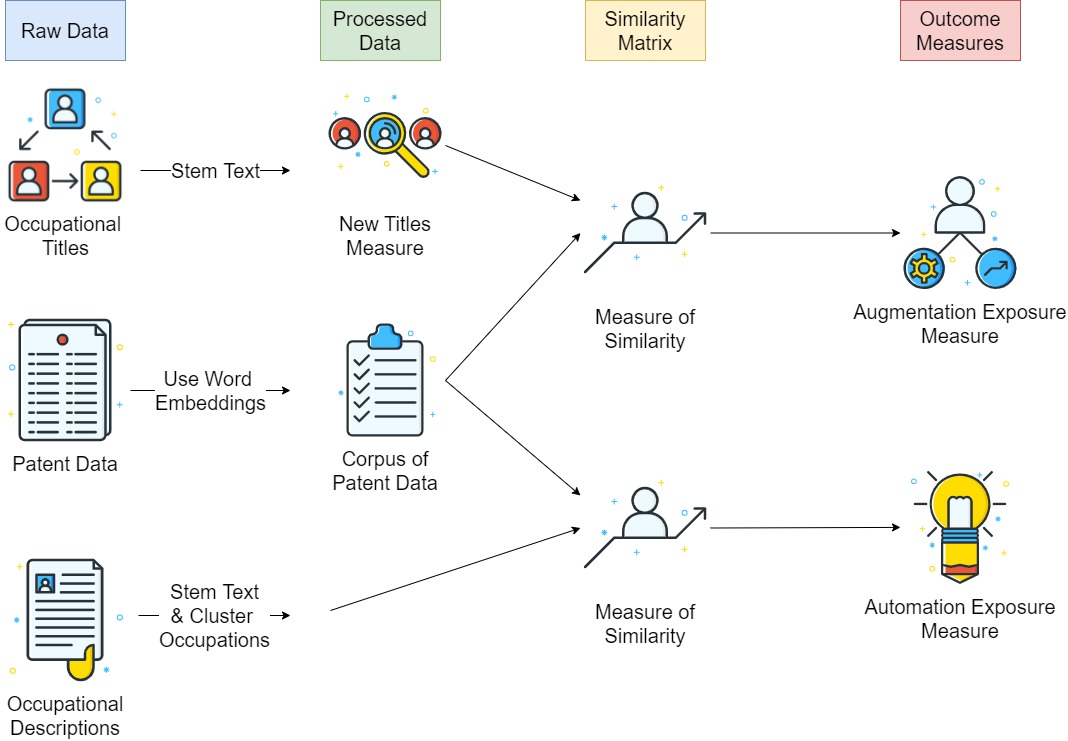 Raw Data
Processed
Data
Similarity
Matrix
Outcome
Measures
Occupational
Titles
Stem Text
New Titles
Measure
Measure of
Similarity
Augmentation Exposure
Measure
Patent Data
Use Word
Embeddings
Corpus of
Patent Data
Occupational
Descriptions
Stem Text
& Cluster
Occupations
Measure of
Similarity
Automation Exposure
Measure